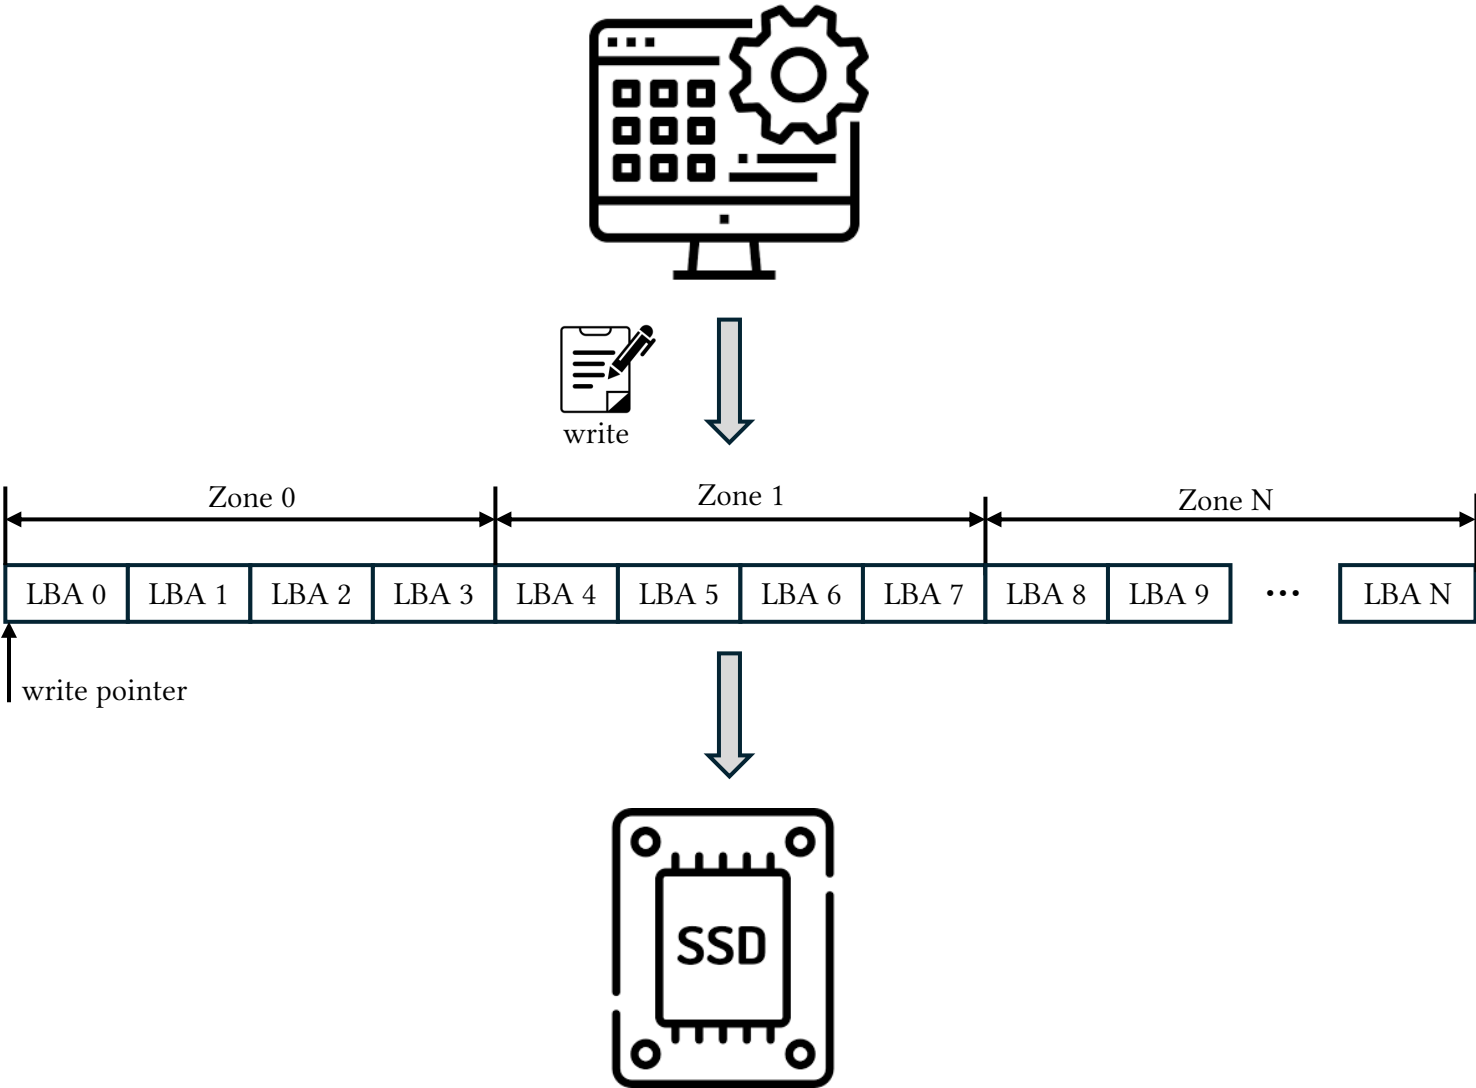 write
Zone 0
Zone 1
Zone N
LBA 0
LBA 1
LBA 2
LBA 3
LBA 4
LBA 5
LBA 6
LBA 7
LBA 8
LBA 9
...
LBA N
write pointer
SSD